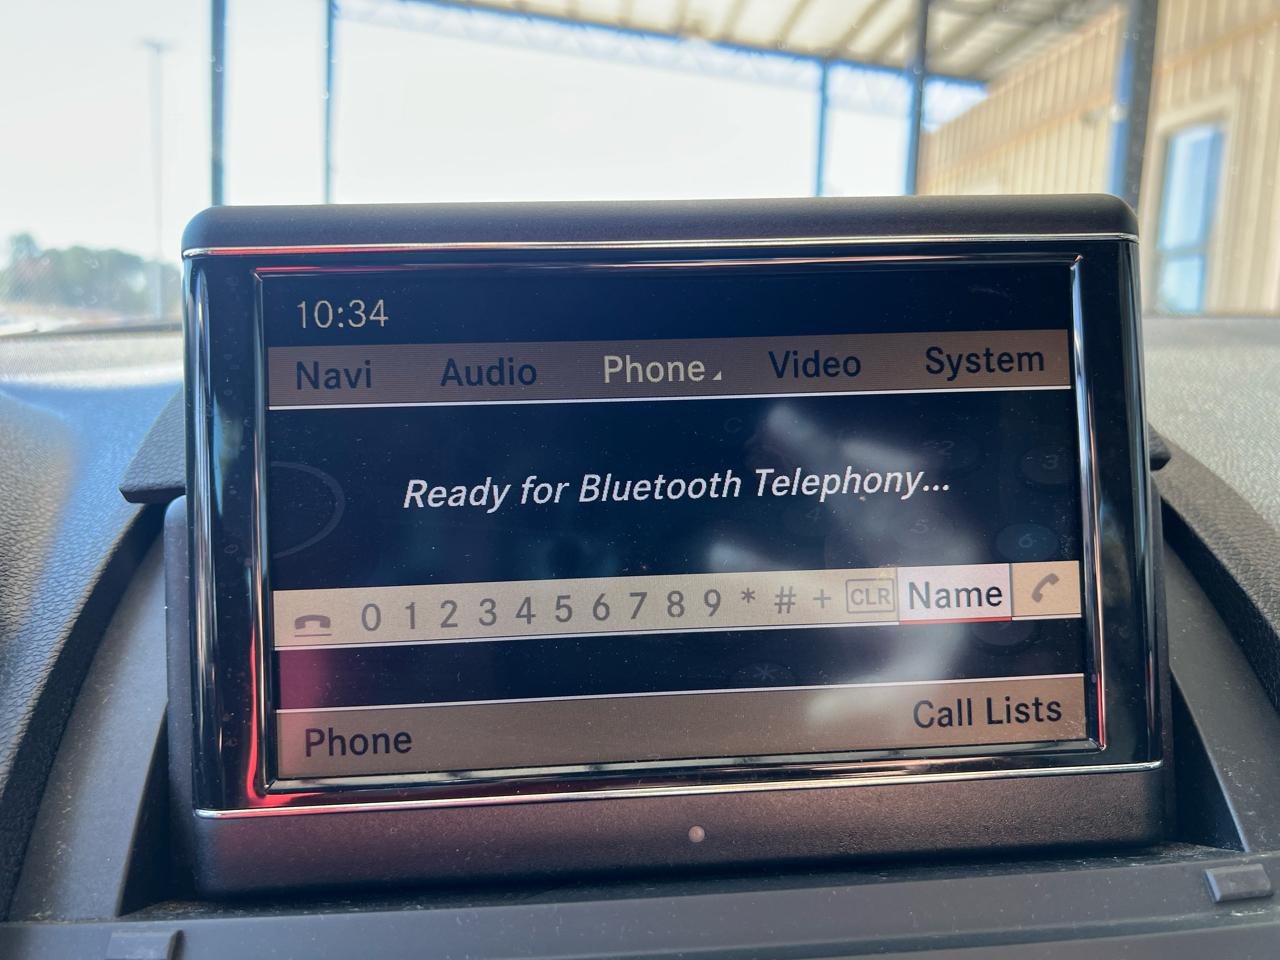 10:34
Navi Audio Phone Video System
Ready for Bluetooth Telephony...
0 1 2 3 4 5 6 7 8 9 * # + CLR Name
Phone Call Lists